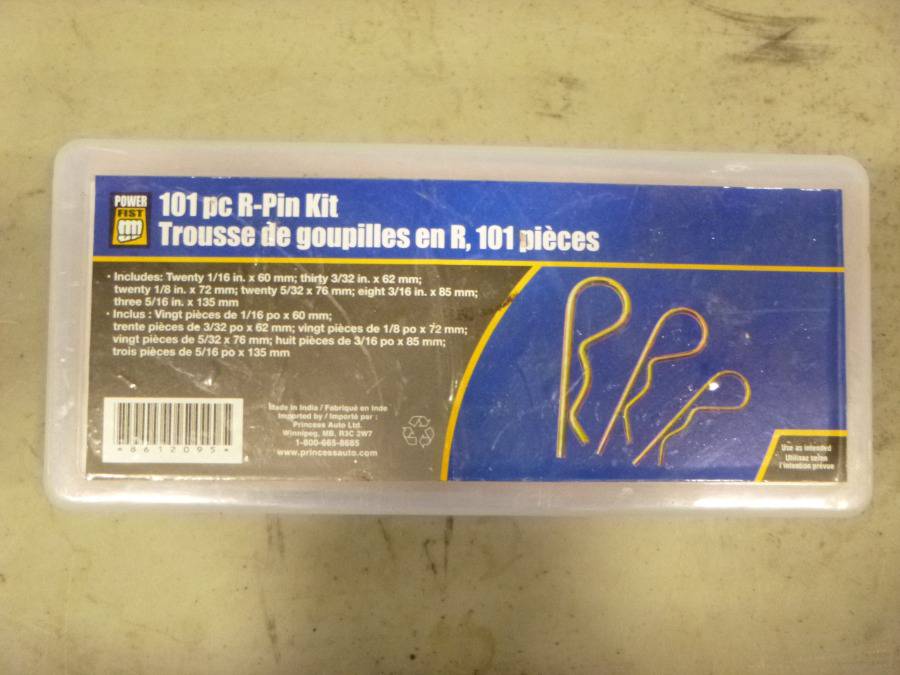 POWER
FIST
101 pc R-Pin Kit
Trousse de goupilles en R, 101 pièces
· Includes: Twenty 1/16 in. x 60 mm; thirty 3/32 in. x 62 mm;
twenty 1/8 in. x 72 mm; twenty 5/32 x 76 mm; eight 3/16 in. x 85 mm;
three 5/16 in. x 135 mm
· Inclus : Vingt pièces de 1/16 po x 60 mm;
trente pièces de 3/32 po x 62 mm; vingt pièces de 1/8 po x 72 mm;
vingt pièces de 5/32 x 76 mm; huit pièces de 3/16 po x 85 mm;
trois pièces de 5/16 po x 135 mm
Made in India / Fabriqué en Inde
Imported by / Importé par :
Princess Auto Ltd.
Winnipeg, MB, R3C 2W7
1-800-665-8685
www.princessauto.com
*8612095*
Use as intended
Utilisez selon
l'intention prévue